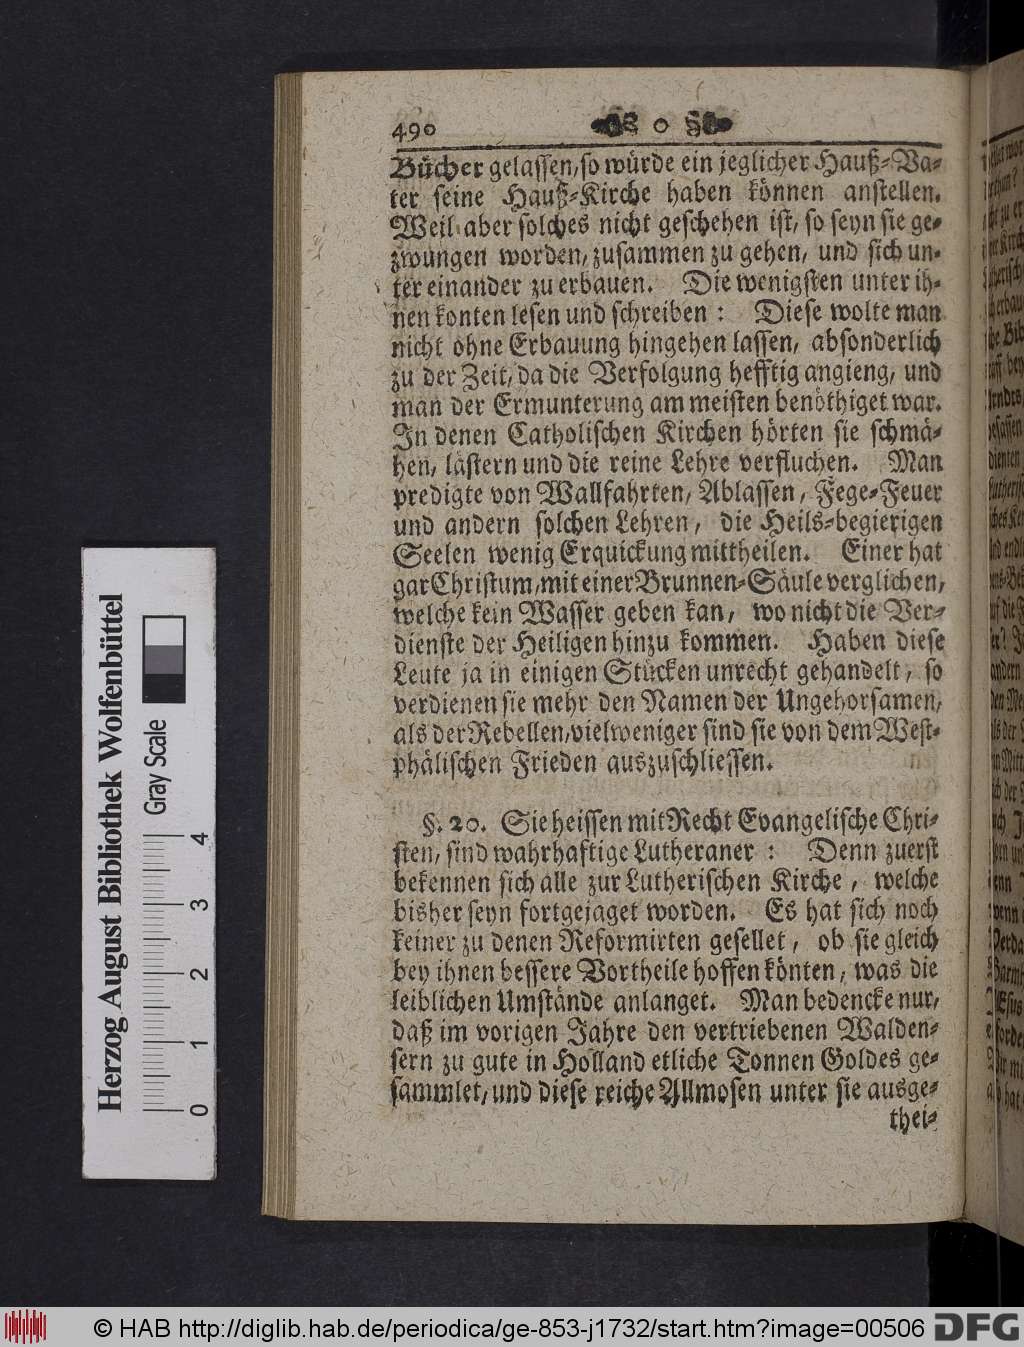 490
Bücher gelassen, so würde ein jeglicher Hauß-Va-
ter seine Hauß-Kirche haben können anstellen.
Weil aber solches nicht geschehen ist, so seyn sie ge-
zwungen worden, zusammen zu gehen, und sich un-
ter einander zu erbauen. Die wenigsten unter ih-
nen konten lesen und schreiben : Diese wolte man
nicht ohne Erbauung hingehen lassen, absonderlich
zu der Zeit, da die Verfolgung hefftig angieng, und
man der Ermunterung am meisten benöthiget war.
In denen Catholischen Kirchen hörten sie schmä-
hen, lästern und die reine Lehre verfluchen. Man
predigte von Wallfahrten, Ablassen, Fege-Feuer
und andern solchen Lehren, die Heils-begierigen
Seelen wenig Erquickung mittheilen. Einer hat
gar Christum, mit einer Brunnen-Säule verglichen,
welche kein Wasser geben kan, wo nicht die Ver-
dienste der Heiligen hinzu kommen. Haben diese
Leute ja in einigen Stücken unrecht gehandelt, so
verdienen sie mehr den Namen der Ungehorsamen,
als der Rebellen, vielweniger sind sie von dem West-
phälischen Frieden auszuschliessen.
§. 20. Sie heissen mit Recht Evangelische Chri-
sten, sind wahrhaftige Lutheraner : Denn zuerst
bekennen sich alle zur Lutherischen Kirche, welche
bisher seyn fortgejaget worden. Es hat sich noch
keiner zu denen Reformirten gesellet, ob sie gleich
bey ihnen bessere Vortheile hoffen könten, was die
leiblichen Umstände anlanget. Man bedencke nur,
daß im vorigen Jahre den vertriebenen Walden-
sern zu gute in Holland etliche Tonnen Goldes ge-
sammlet, und diese reiche Allmosen unter sie ausge-
thei-
Herzog August Bibliothek Wolfenbüttel
Gray Scale
0 1 2 3 4
© HAB http://diglib.hab.de/periodica/ge-853-j1732/start.htm?image=00506
DFG